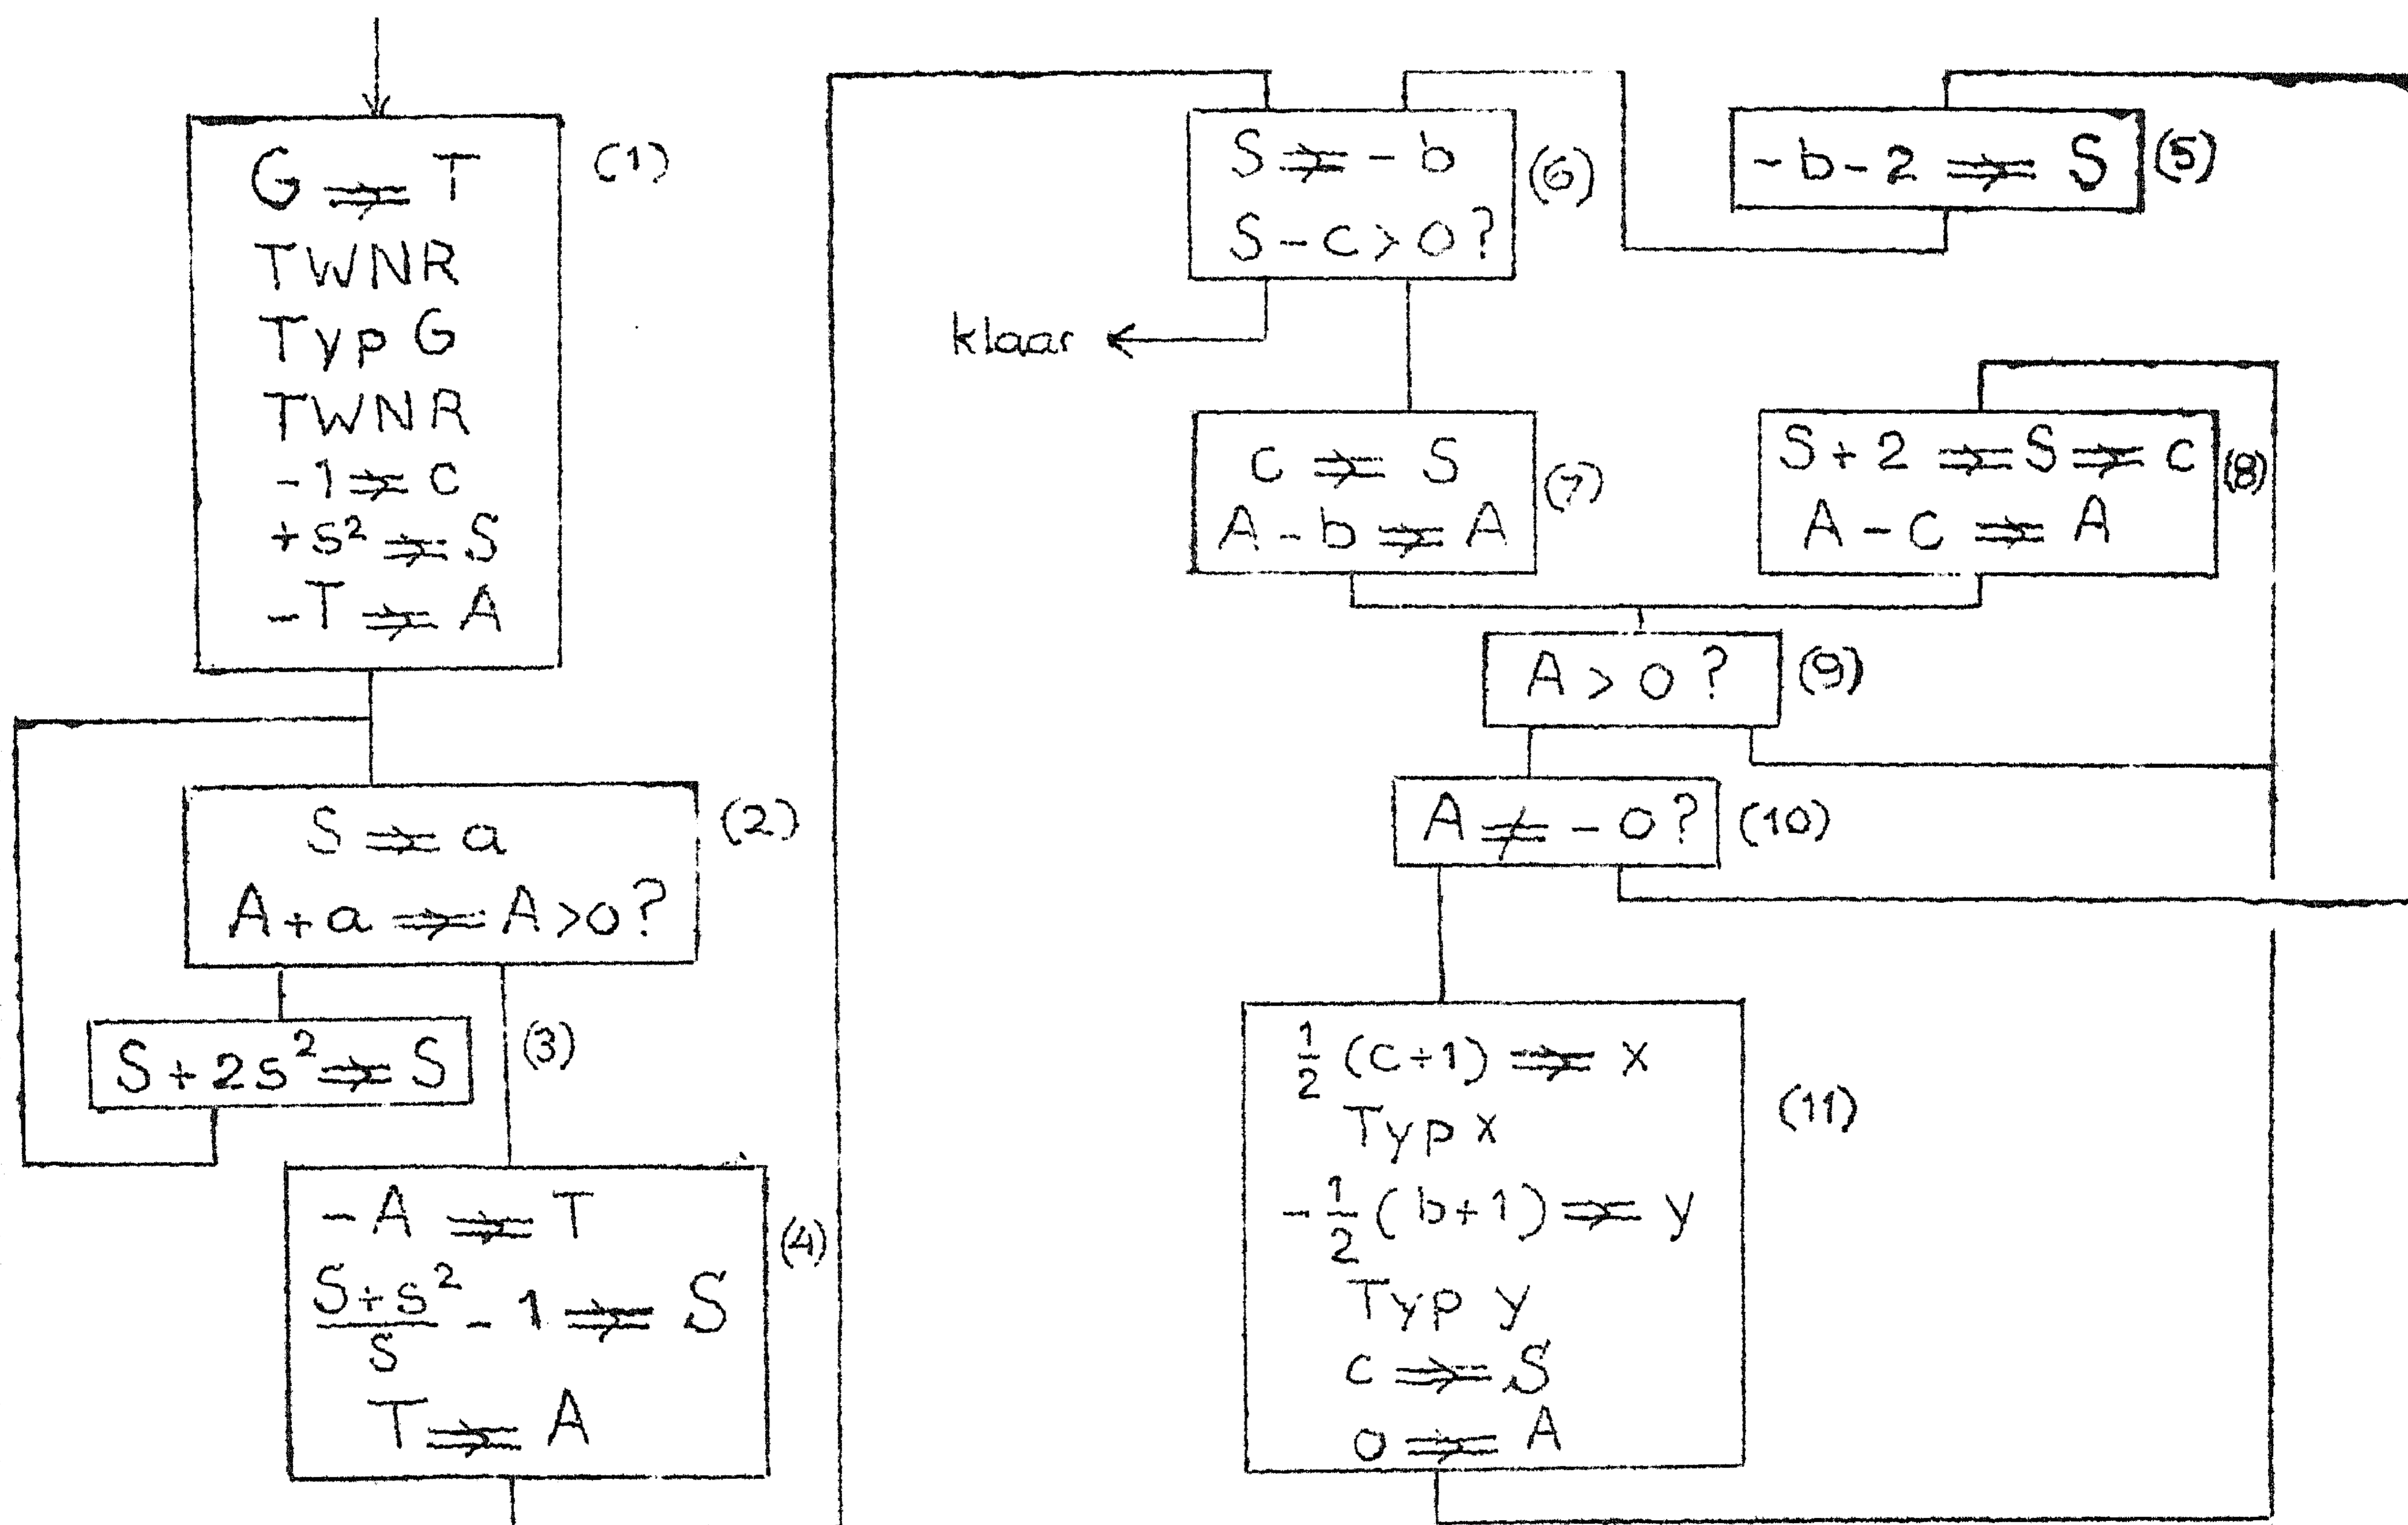 (1)
G ⇒ T
TWNR
Typ G
TWNR
-1 ⇒ c
+s² ⇒ S
-T ⇒ A
(2)
S ⇒ a
A + a ⇒ A > 0?
(3)
S + 2s² ⇒ S
(4)
-A ⇒ T
(S + s²)/s - 1 ⇒ S
T ⇒ A
(5)
-b - 2 ⇒ S
(6)
S ⇒ -b
S - c > 0?
klaar
(7)
c ⇒ S
A - b ⇒ A
(8)
S + 2 ⇒ S ⇒ c
A - c ⇒ A
(9)
A > 0?
(10)
A ≠ -0?
(11)
½ (c+1) ⇒ x
Typ x
-½ (b+1) ⇒ y
Typ y
c ⇒ S
0 ⇒ A